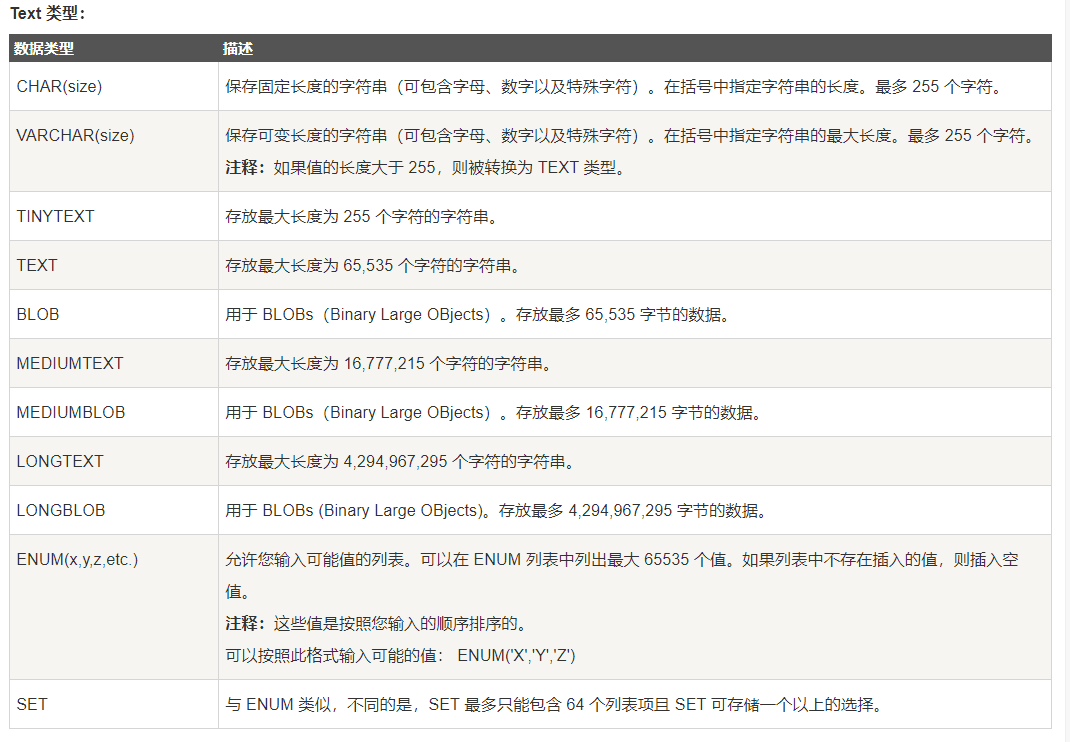 Text 类型：
数据类型 描述
CHAR(size) 保存固定长度的字符串（可包含字母、数字以及特殊字符）。在括号中指定字符串的长度。最多 255 个字符。
VARCHAR(size) 保存可变长度的字符串（可包含字母、数字以及特殊字符）。在括号中指定字符串的最大长度。最多 255 个字符。
注释：如果值的长度大于 255，则被转换为 TEXT 类型。
TINYTEXT 存放最大长度为 255 个字符的字符串。
TEXT 存放最大长度为 65,535 个字符的字符串。
BLOB 用于 BLOBs（Binary Large OBjects）。存放最多 65,535 字节的数据。
MEDIUMTEXT 存放最大长度为 16,777,215 个字符的字符串。
MEDIUMBLOB 用于 BLOBs（Binary Large OBjects）。存放最多 16,777,215 字节的数据。
LONGTEXT 存放最大长度为 4,294,967,295 个字符的字符串。
LONGBLOB 用于 BLOBs (Binary Large OBjects)。存放最多 4,294,967,295 字节的数据。
ENUM(x,y,z,etc.) 允许您输入可能值的列表。可以在 ENUM 列表中列出最大 65535 个值。如果列表中不存在插入的值，则插入空
值。
注释：这些值是按照您输入的顺序排序的。
可以按照此格式输入可能的值： ENUM('X','Y','Z')
SET 与 ENUM 类似，不同的是，SET 最多只能包含 64 个列表项且 SET 可存储一个以上的选择。